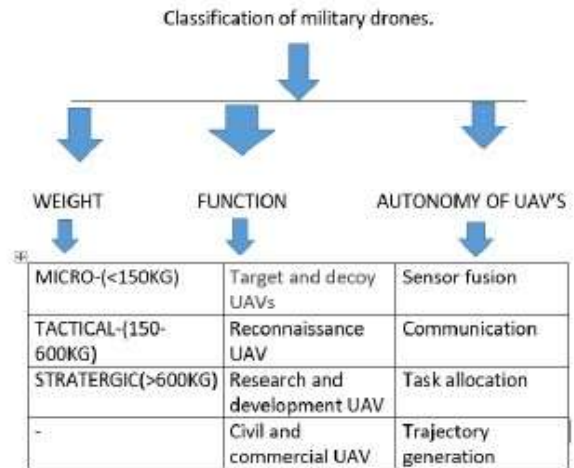 Classification of military drones.
WEIGHT FUNCTION AUTONOMY OF UAV'S
MICRO-(<150KG) Target and decoy UAVs Sensor fusion
TACTICAL-(150-600KG) Reconnaissance UAV Communication
STRATERGIC(>600KG) Research and development UAV Task allocation
- Civil and commercial UAV Trajectory generation